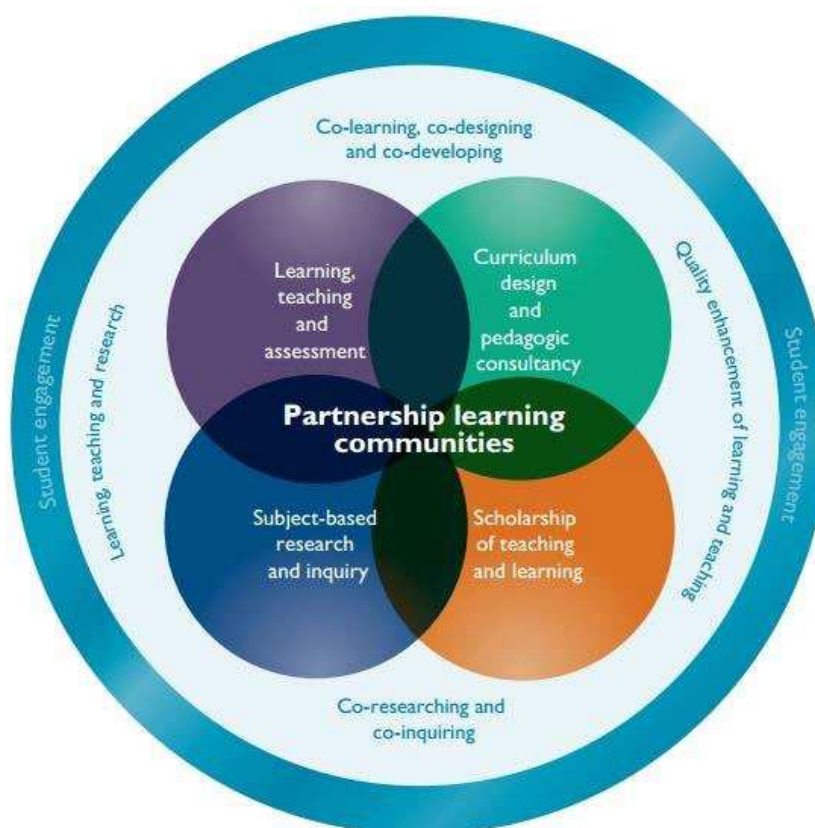 Co-learning, co-designing
and co-developing
Student engagement
Learning, teaching and research
Learning,
teaching
and
assessment
Curriculum
design
and
pedagogic
consultancy
Quality enhancement of learning and teaching
Student engagement
Partnership learning
communities
Subject-based
research
and inquiry
Scholarship
of teaching
and learning
Co-researching and
co-inquiring